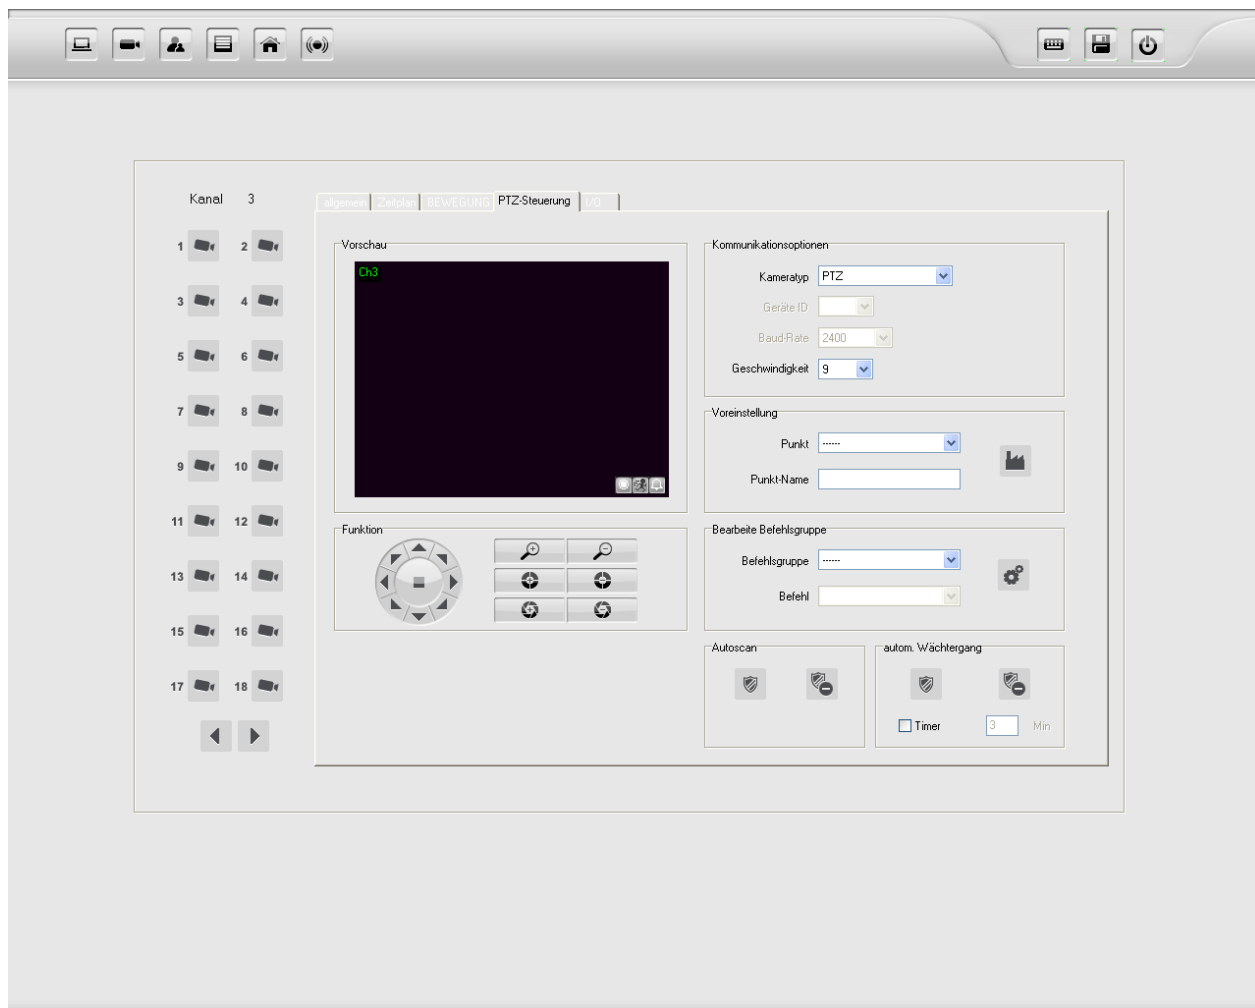 Kanal 3
allgemein Zeitplan BEWEGUNG PTZ-Steuerung I/O
1 2
3 4
5 6
7 8
9 10
11 12
13 14
15 16
17 18
Vorschau
Ch3
Funktion
Kommunikationsoptionen
Kameratyp PTZ
Geräte ID
Baud-Rate 2400
Geschwindigkeit 9
Voreinstellung
Punkt ------
Punkt-Name
Bearbeite Befehlsgruppe
Befehlsgruppe ------
Befehl
Autoscan
autom. Wächtergang
Timer 3 Min